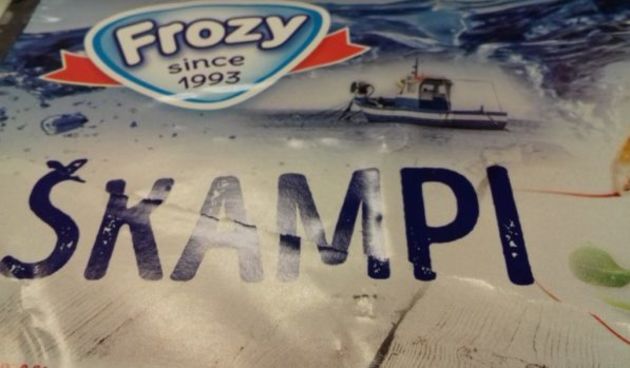 Frozy
since
1993
ŠKAMPI